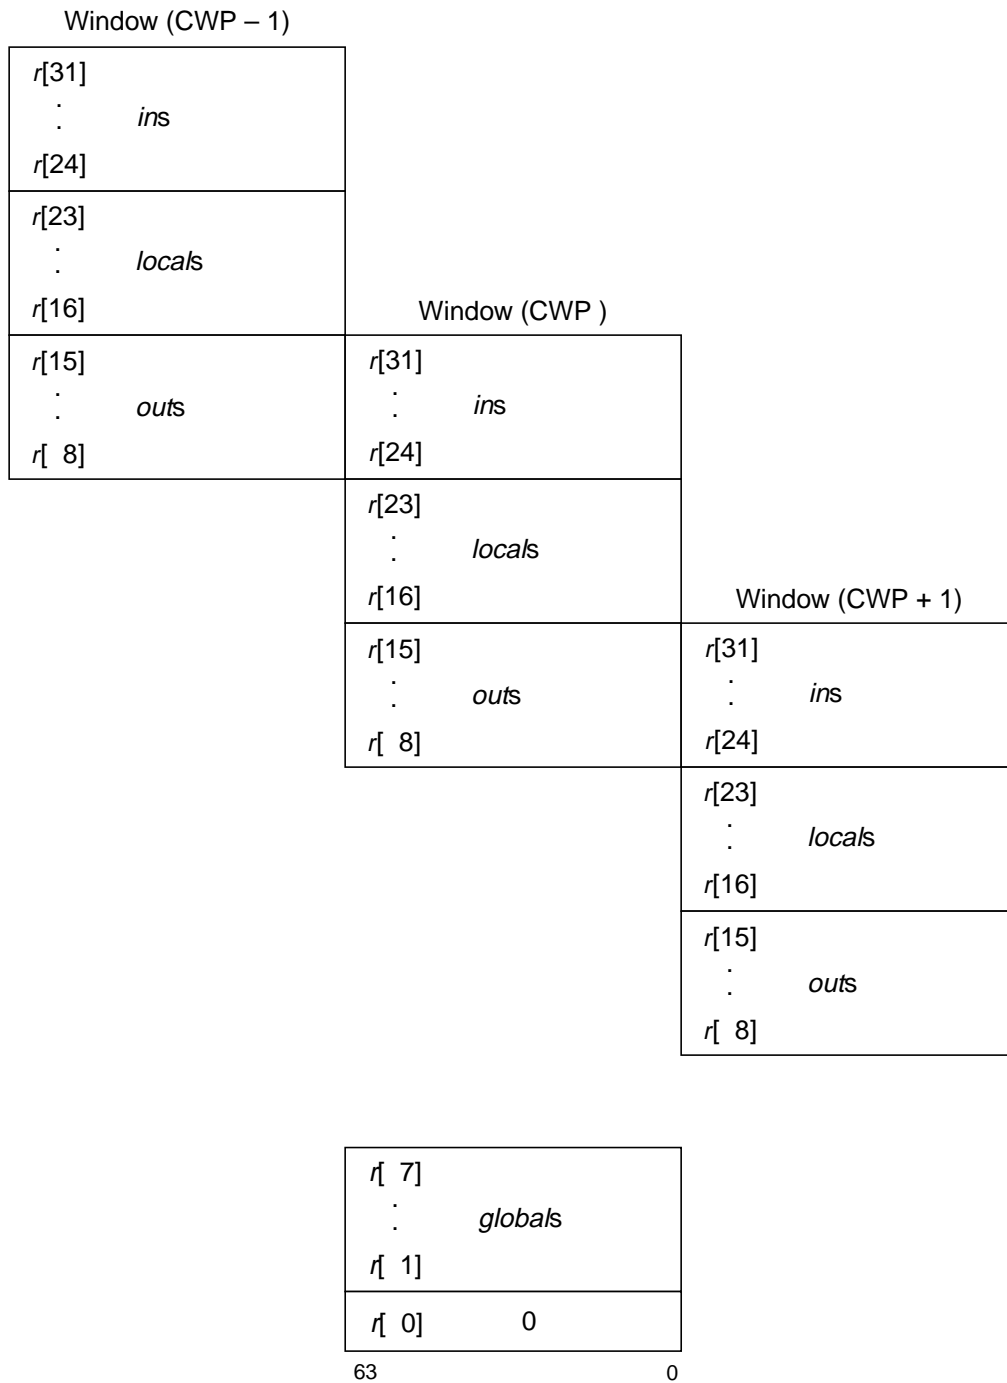 Window (CWP – 1)
r[31]
.
. ins
r[24]
r[23]
.
. locals
r[16]
Window (CWP )
r[15]
.
. outs
r[ 8]
r[31]
.
. ins
r[24]
r[23]
.
. locals
r[16]
Window (CWP + 1)
r[15]
.
. outs
r[ 8]
r[31]
.
. ins
r[24]
r[23]
.
. locals
r[16]
r[15]
.
. outs
r[ 8]
r[ 7]
.
. globals
r[ 1]
r[ 0] 0
63 0